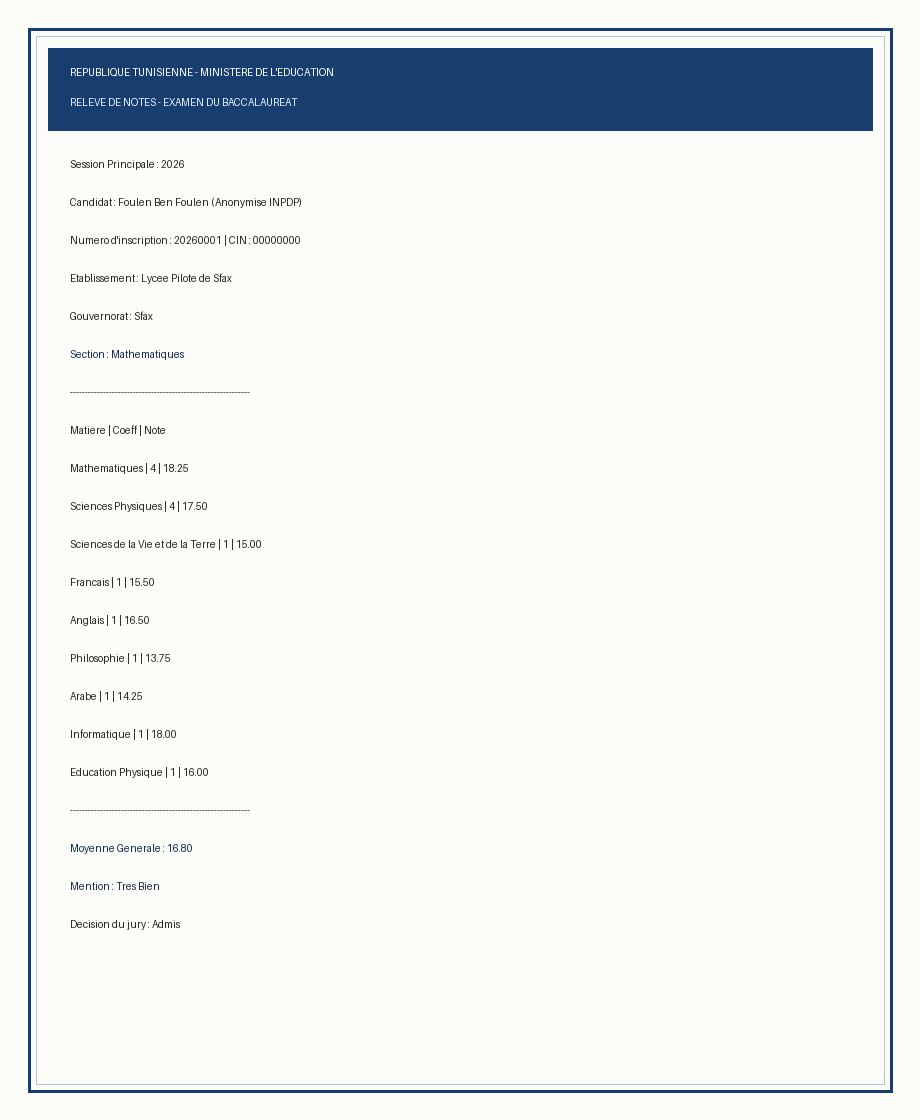 REPUBLIQUE TUNISIENNE - MINISTERE DE L'EDUCATION
RELEVE DE NOTES - EXAMEN DU BACCALAUREAT
Session Principale : 2026
Candidat : Foulen Ben Foulen (Anonymise INPDP)
Numero d'inscription : 20260001 | CIN : 00000000
Etablissement : Lycee Pilote de Sfax
Gouvernorat : Sfax
Section : Mathematiques
------------------------------------------------------------
Matiere | Coeff | Note
Mathematiques | 4 | 18.25
Sciences Physiques | 4 | 17.50
Sciences de la Vie et de la Terre | 1 | 15.00
Francais | 1 | 15.50
Anglais | 1 | 16.50
Philosophie | 1 | 13.75
Arabe | 1 | 14.25
Informatique | 1 | 18.00
Education Physique | 1 | 16.00
------------------------------------------------------------
Moyenne Generale : 16.80
Mention : Tres Bien
Decision du jury : Admis